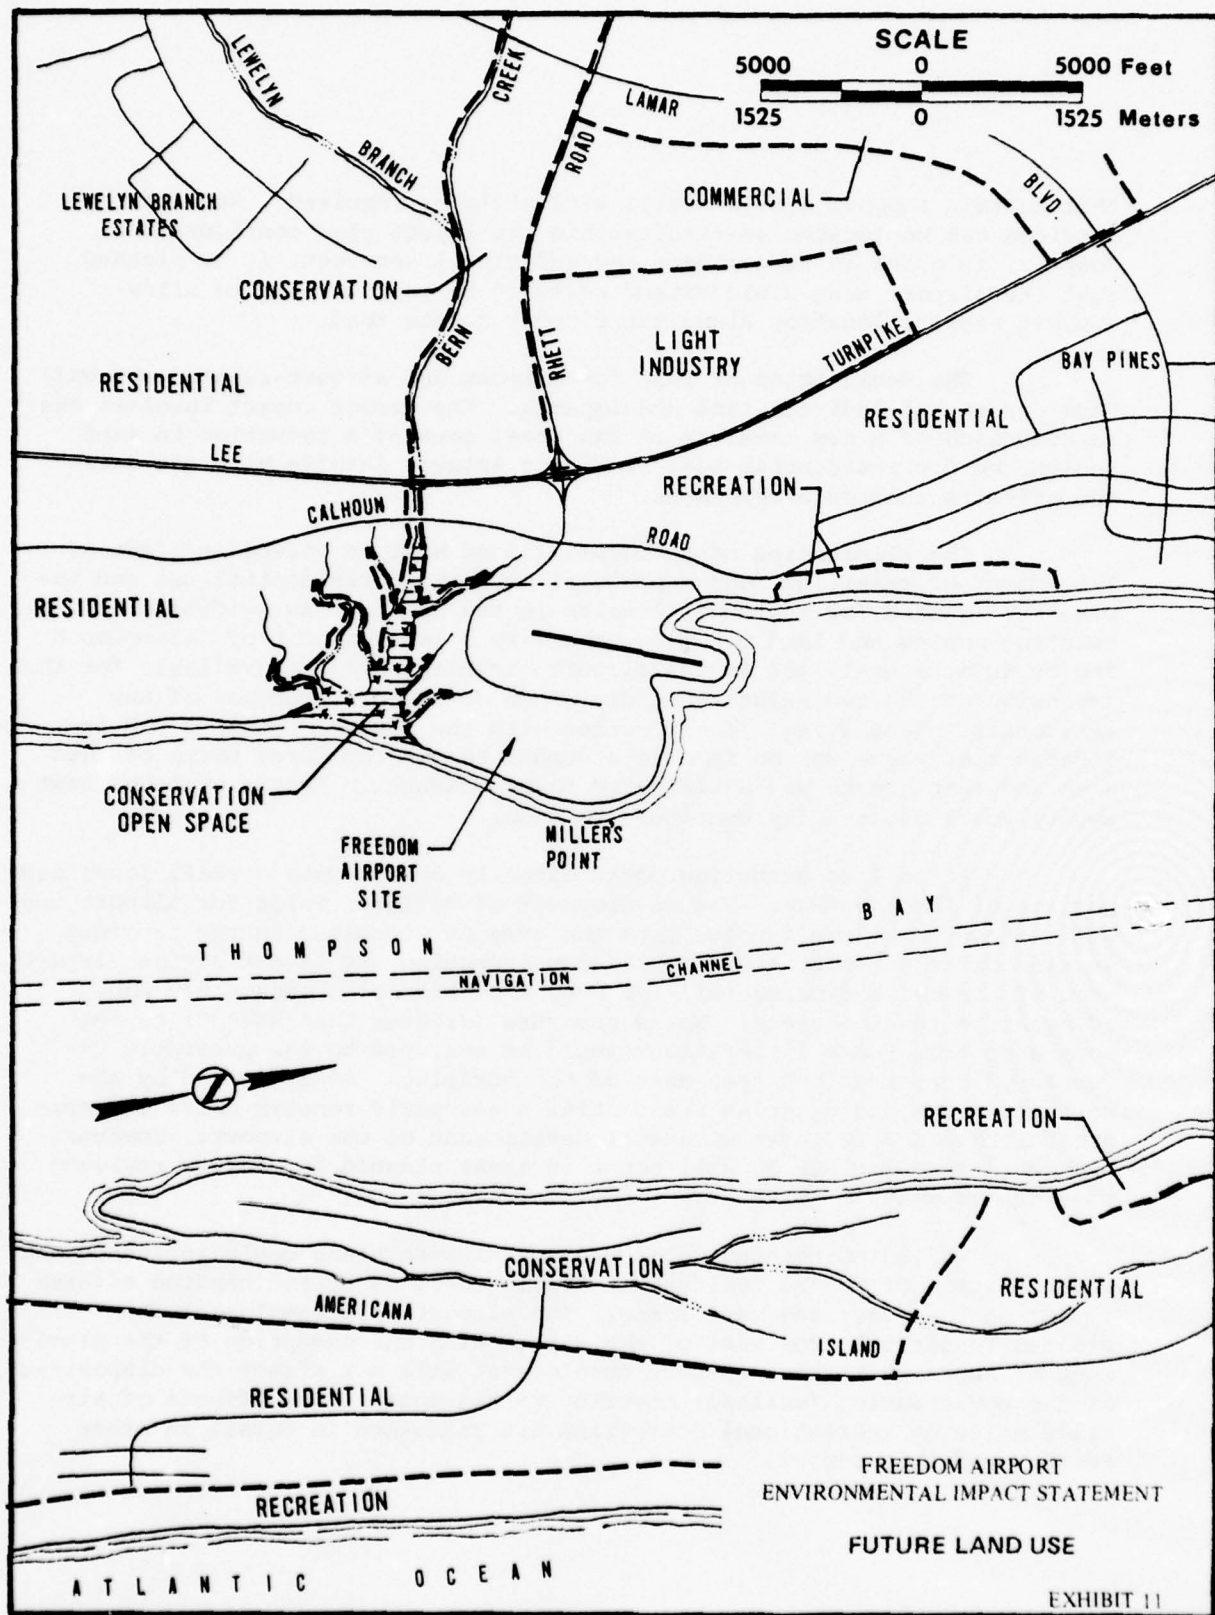 SCALE
5000 0 5000 Feet
1525 0 1525 Meters
LEWELYN
BRANCH
CREEK
LAMAR
ROAD
BLVD.
COMMERCIAL
LEWELYN BRANCH
ESTATES
CONSERVATION
BERN
RHETT
LIGHT
INDUSTRY
TURNPIKE
BAY PINES
RESIDENTIAL
RESIDENTIAL
LEE
RECREATION
CALHOUN
ROAD
RESIDENTIAL
CONSERVATION
OPEN SPACE
FREEDOM
AIRPORT
SITE
MILLER'S
POINT
THOMPSON BAY
NAVIGATION CHANNEL
Z
RECREATION
CONSERVATION
RESIDENTIAL
AMERICANA
ISLAND
RESIDENTIAL
RECREATION
ATLANTIC OCEAN
FREEDOM AIRPORT
ENVIRONMENTAL IMPACT STATEMENT
FUTURE LAND USE
EXHIBIT 11